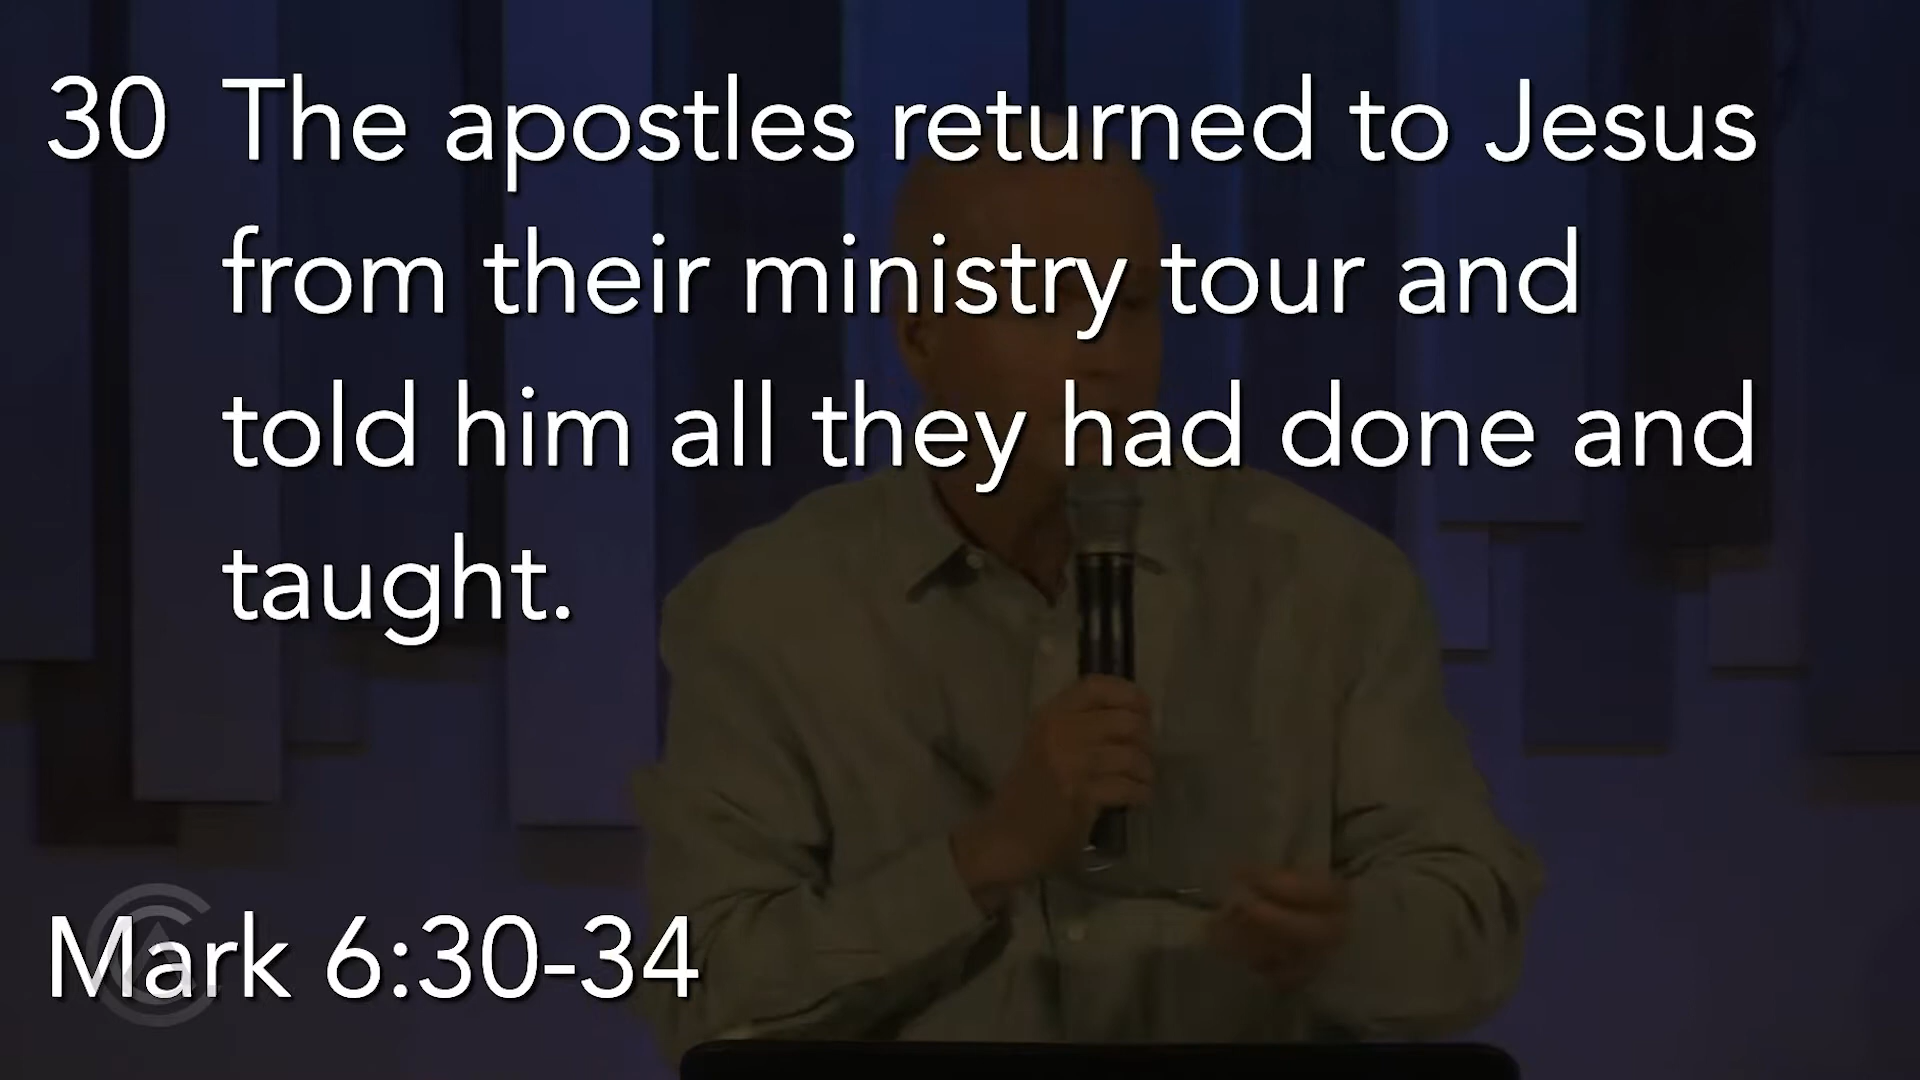 30 The apostles returned to Jesus
from their ministry tour and
told him all they had done and
taught.
Mark 6:30-34